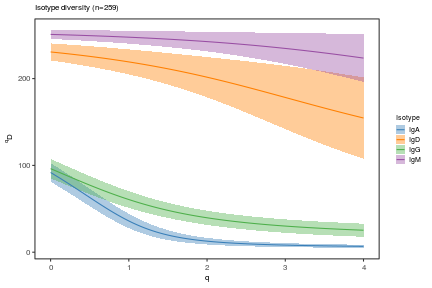 Isotype diversity (n=259)
200
100
0
qD
0
1
2
3
4
q
Isotype
IgA
IgD
IgG
IgM